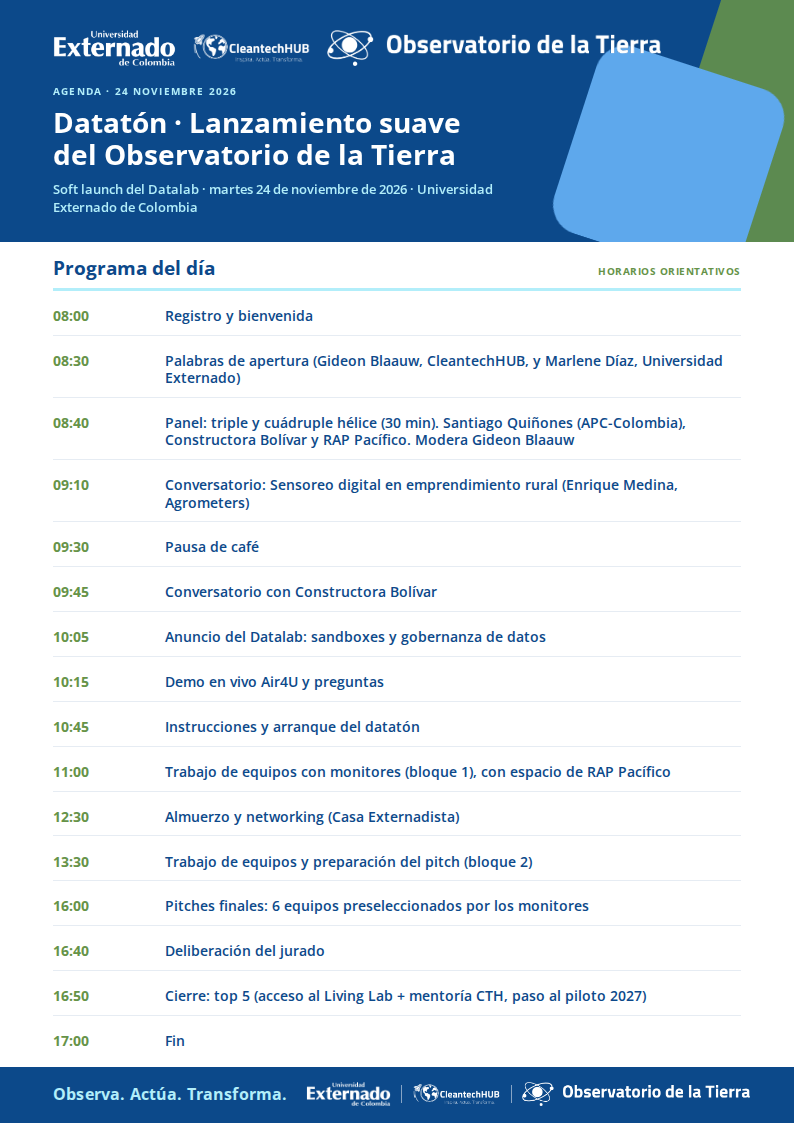 Universidad
Externado
de Colombia
CleantechHUB
Inspira. Actúa. Transforma.
Observatorio de la Tierra
AGENDA · 24 NOVIEMBRE 2026
Datatón · Lanzamiento suave
del Observatorio de la Tierra
Soft launch del Datalab · martes 24 de noviembre de 2026 · Universidad
Externado de Colombia
Programa del día
HORARIOS ORIENTATIVOS
08:00 Registro y bienvenida
08:30 Palabras de apertura (Gideon Blaauw, CleantechHUB, y Marlene Díaz, Universidad
Externado)
08:40 Panel: triple y cuádruple hélice (30 min). Santiago Quiñones (APC-Colombia),
Constructora Bolívar y RAP Pacífico. Modera Gideon Blaauw
09:10 Conversatorio: Sensoreo digital en emprendimiento rural (Enrique Medina,
Agrometers)
09:30 Pausa de café
09:45 Conversatorio con Constructora Bolívar
10:05 Anuncio del Datalab: sandboxes y gobernanza de datos
10:15 Demo en vivo Air4U y preguntas
10:45 Instrucciones y arranque del datatón
11:00 Trabajo de equipos con monitores (bloque 1), con espacio de RAP Pacífico
12:30 Almuerzo y networking (Casa Externadista)
13:30 Trabajo de equipos y preparación del pitch (bloque 2)
16:00 Pitches finales: 6 equipos preseleccionados por los monitores
16:40 Deliberación del jurado
16:50 Cierre: top 5 (acceso al Living Lab + mentoría CTH, paso al piloto 2027)
17:00 Fin
Observa. Actúa. Transforma.
Universidad
Externado
de Colombia
CleantechHUB
Inspira. Actúa. Transforma.
Observatorio de la Tierra